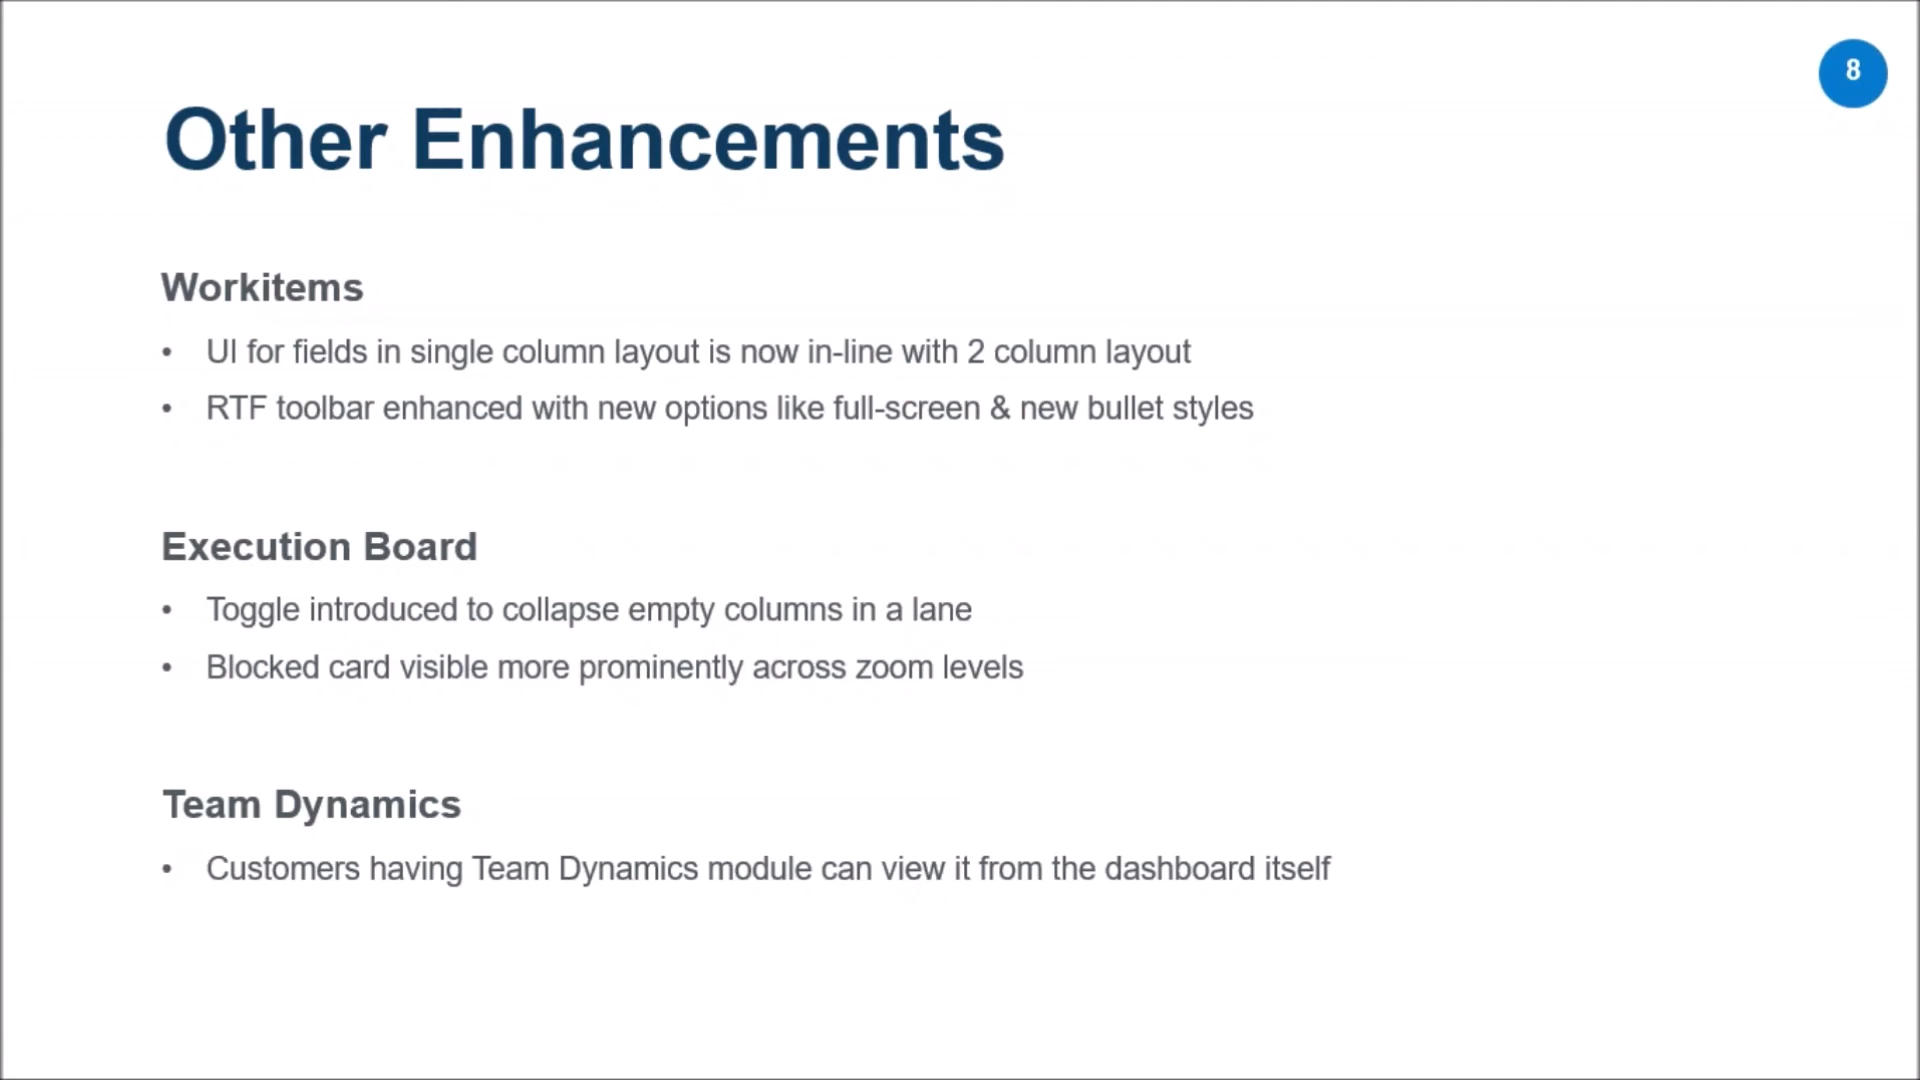 8
Other Enhancements
Workitems
• UI for fields in single column layout is now in-line with 2 column layout
• RTF toolbar enhanced with new options like full-screen & new bullet styles
Execution Board
• Toggle introduced to collapse empty columns in a lane
• Blocked card visible more prominently across zoom levels
Team Dynamics
• Customers having Team Dynamics module can view it from the dashboard itself